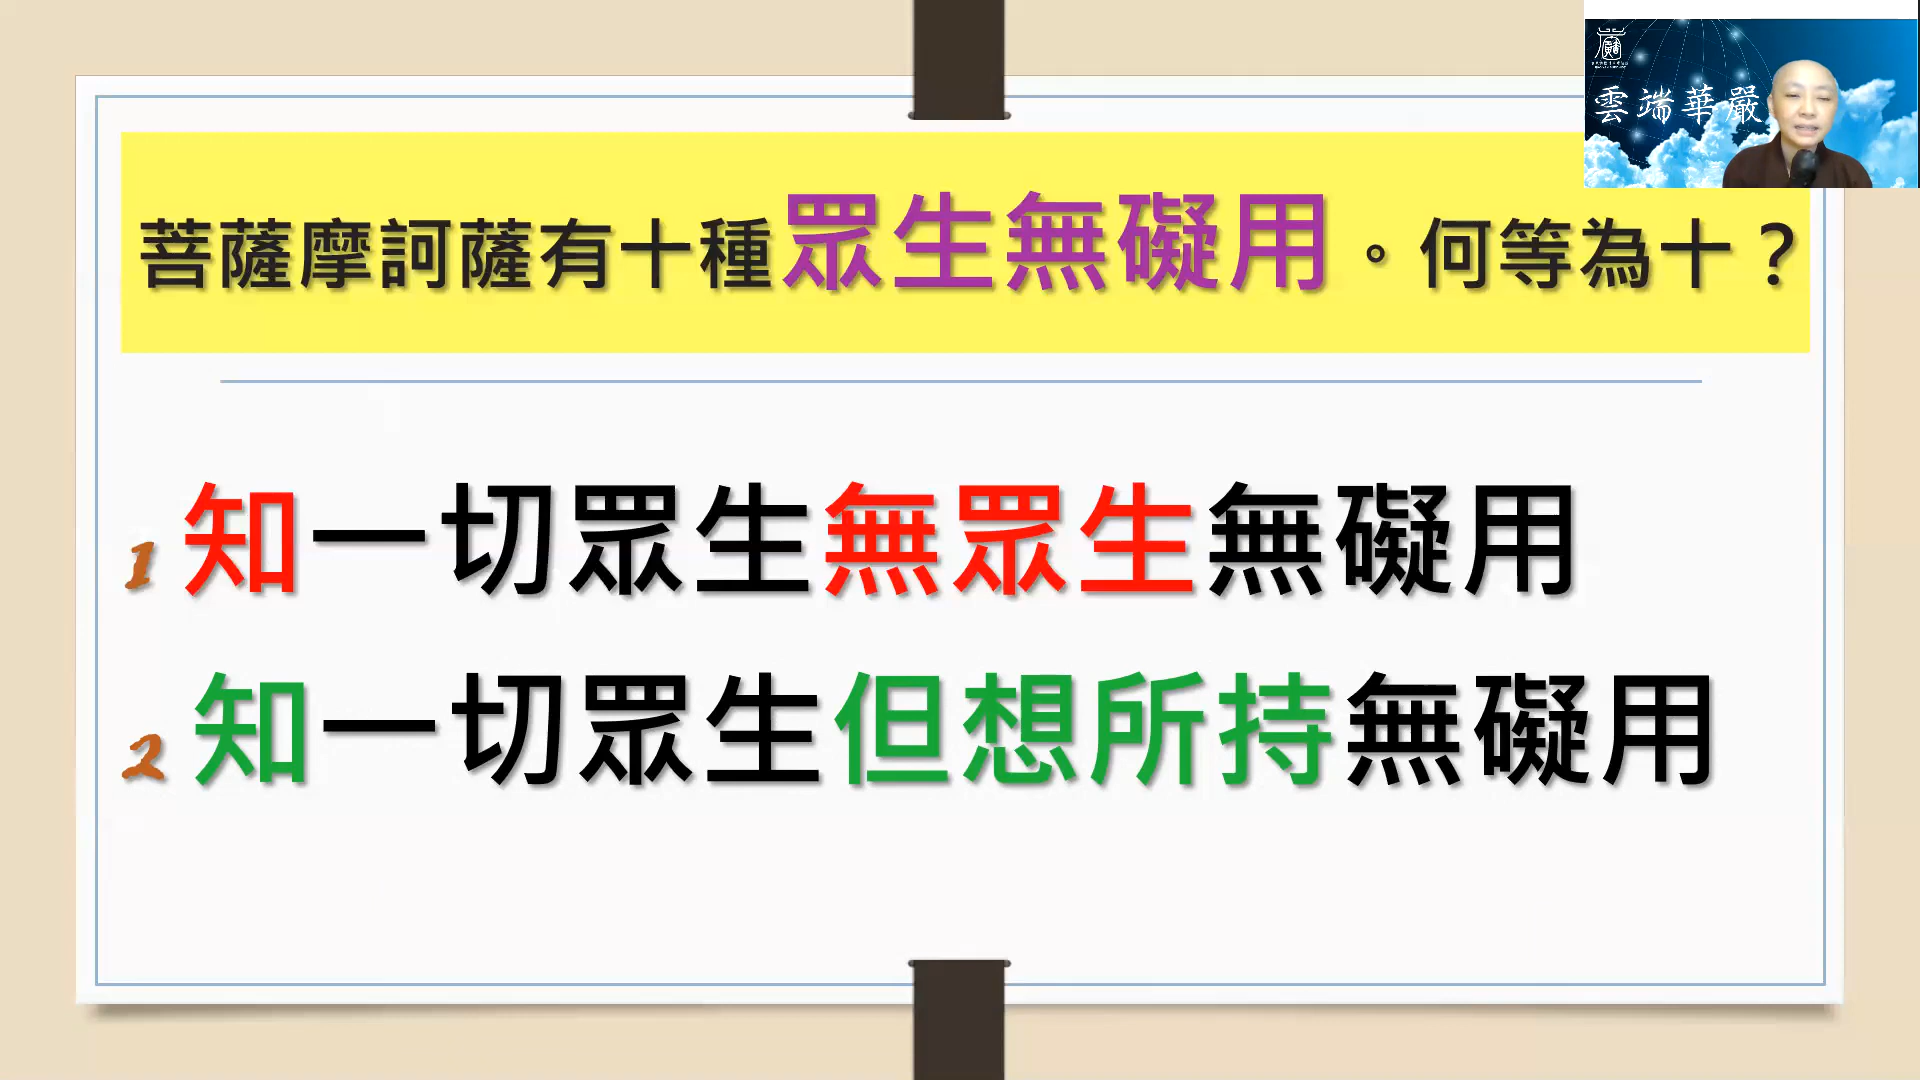 雲端華嚴
菩薩摩訶薩有十種眾生無礙用。何等為十？
1 知一切眾生無眾生無礙用
2 知一切眾生但想所持無礙用